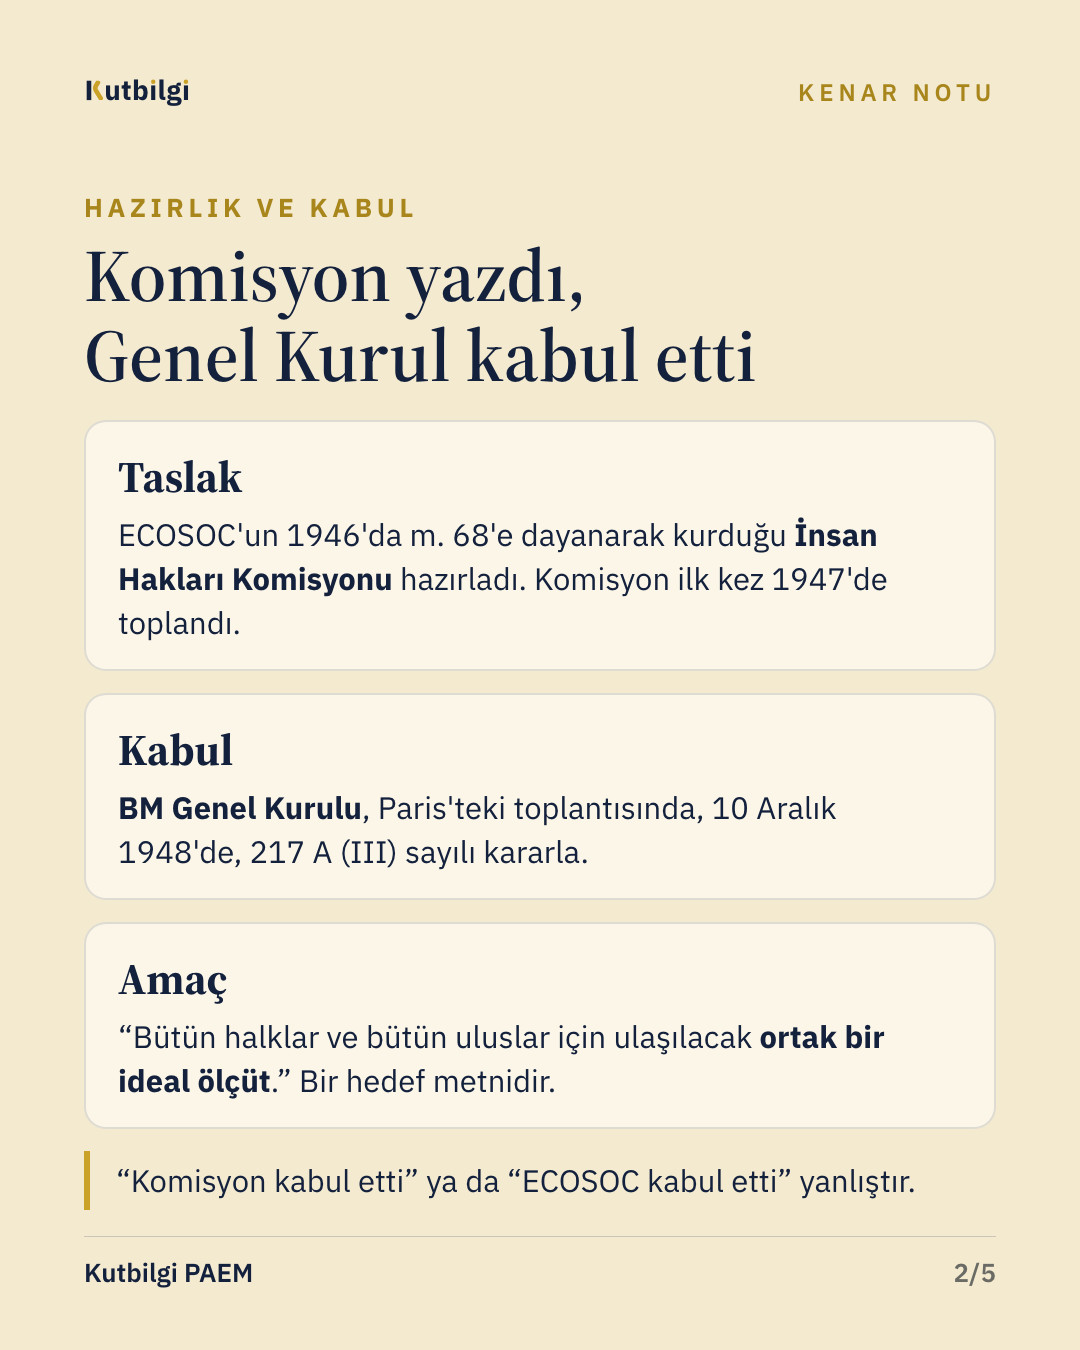 Kutbilgi
KENAR NOTU
HAZIRLIK VE KABUL
Komisyon yazdı,
Genel Kurul kabul etti
Taslak
ECOSOC'un 1946'da m. 68'e dayanarak kurduğu İnsan
Hakları Komisyonu hazırladı. Komisyon ilk kez 1947'de
toplandı.
Kabul
BM Genel Kurulu, Paris'teki toplantısında, 10 Aralık
1948'de, 217 A (III) sayılı kararla.
Amaç
“Bütün halklar ve bütün uluslar için ulaşılacak ortak bir
ideal ölçüt.” Bir hedef metnidir.
“Komisyon kabul etti” ya da “ECOSOC kabul etti” yanlıştır.
Kutbilgi PAEM
2/5